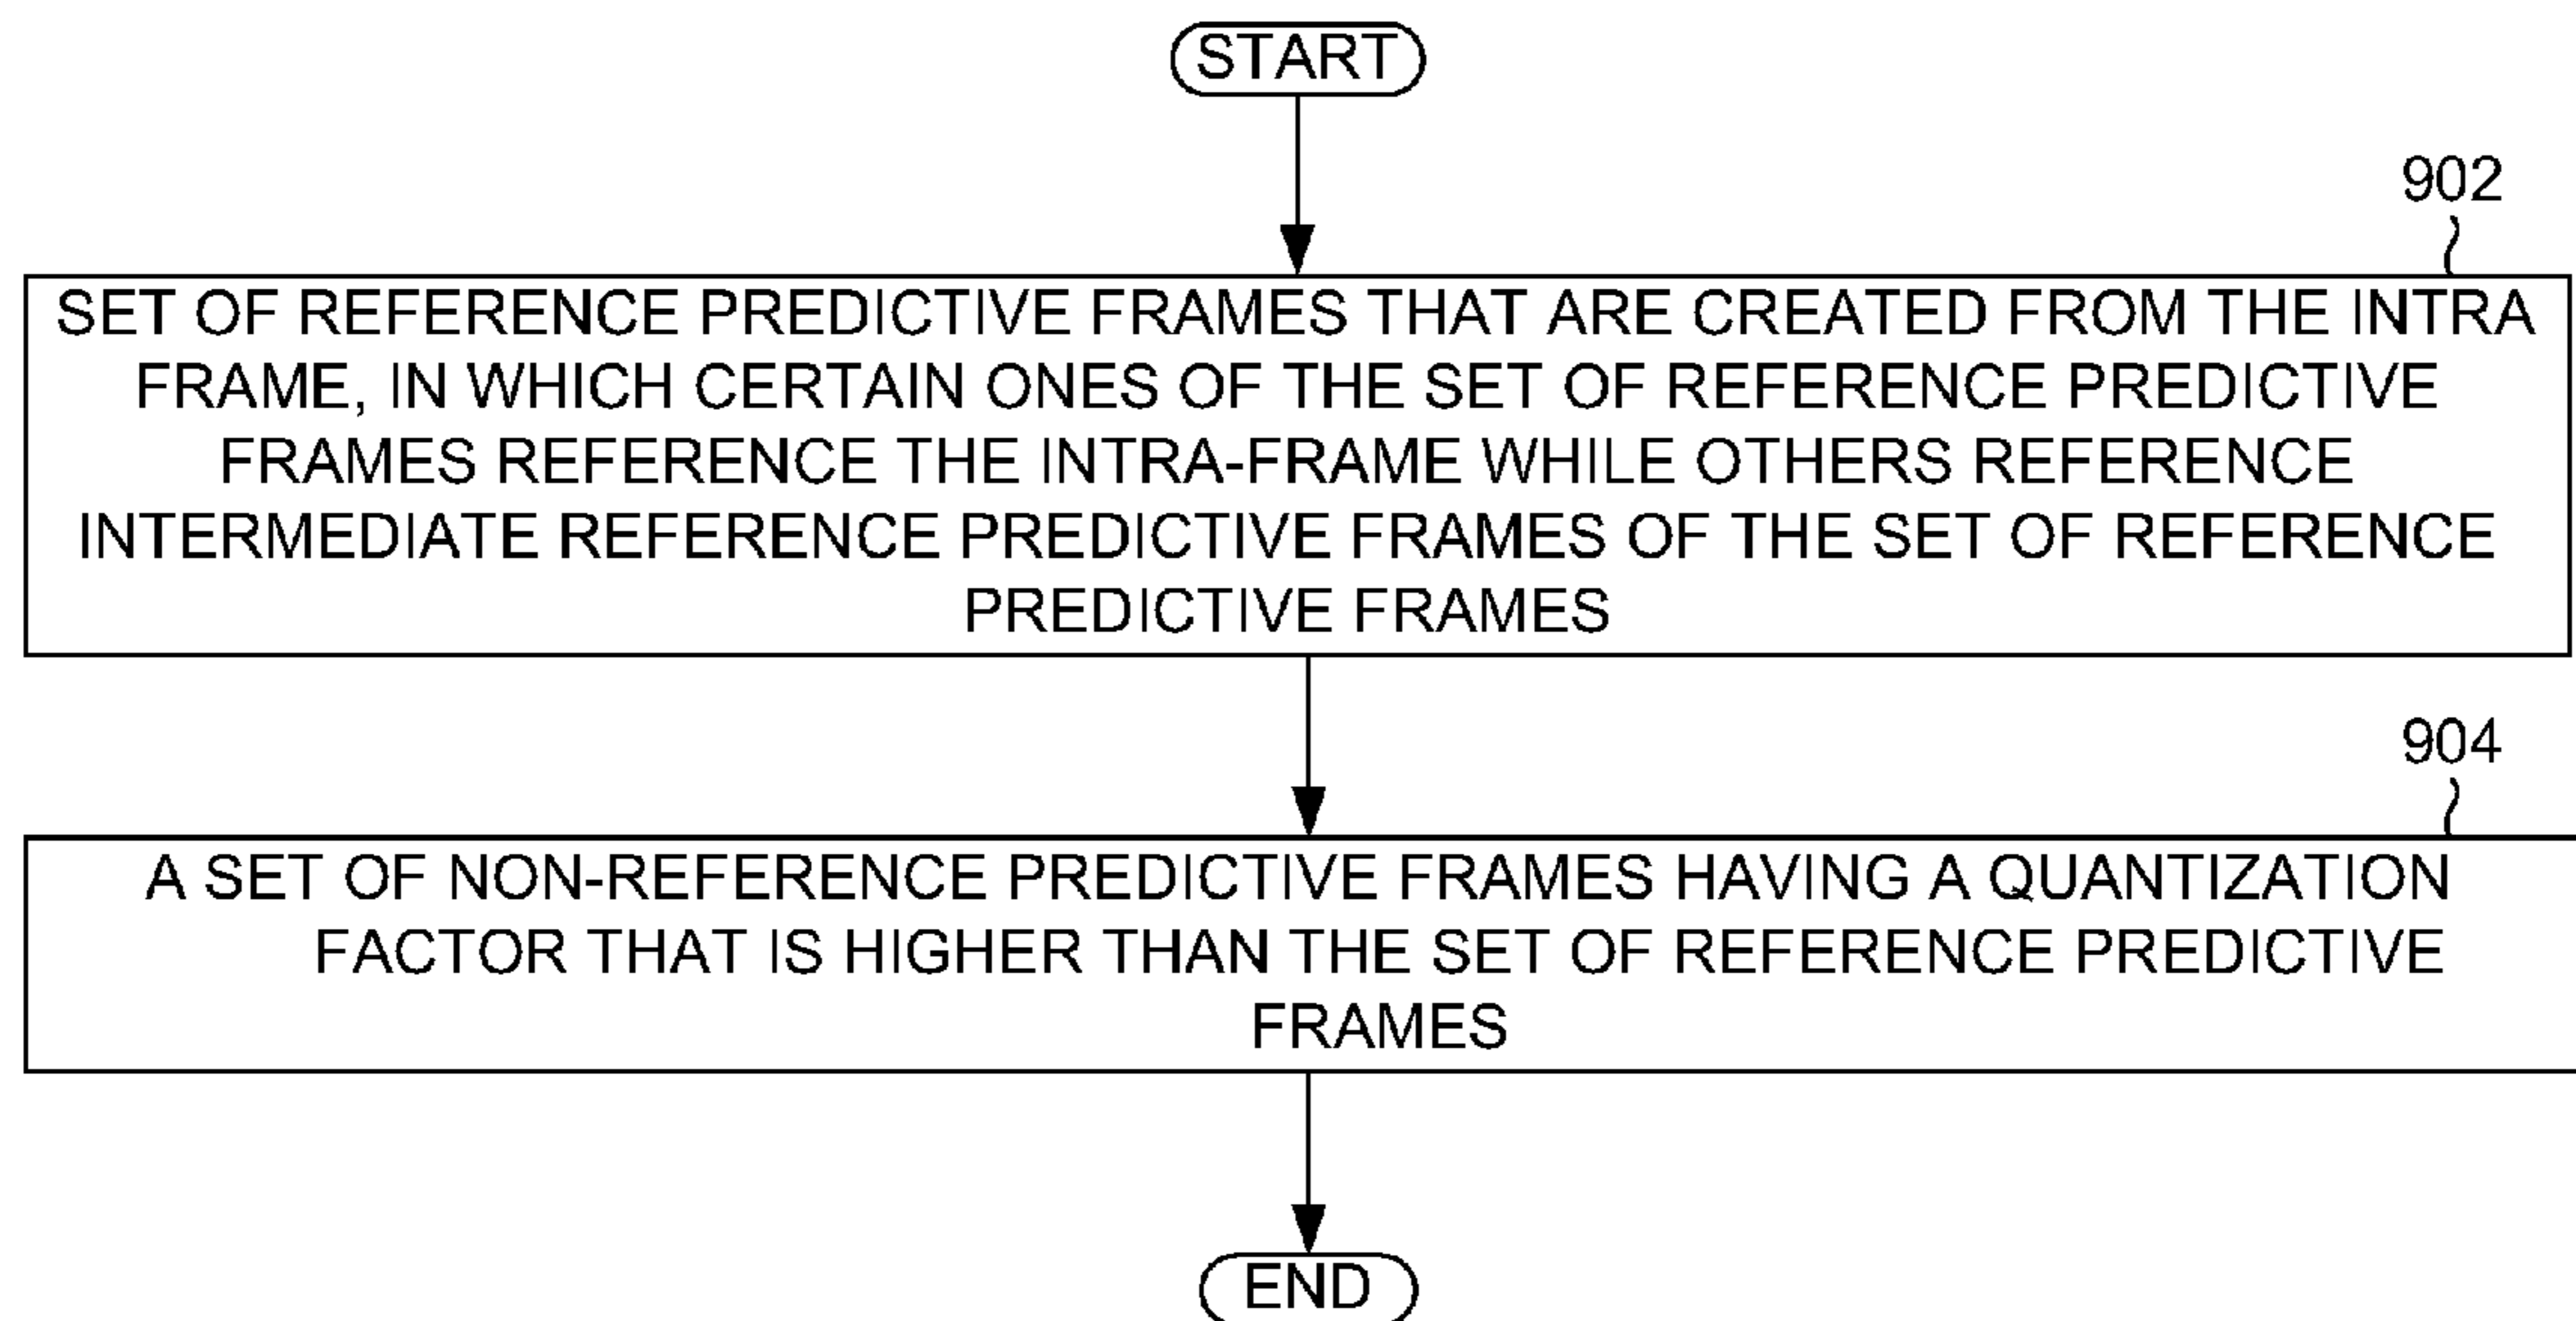 START
902
SET OF REFERENCE PREDICTIVE FRAMES THAT ARE CREATED FROM THE INTRA
FRAME, IN WHICH CERTAIN ONES OF THE SET OF REFERENCE PREDICTIVE
FRAMES REFERENCE THE INTRA-FRAME WHILE OTHERS REFERENCE
INTERMEDIATE REFERENCE PREDICTIVE FRAMES OF THE SET OF REFERENCE
PREDICTIVE FRAMES
904
A SET OF NON-REFERENCE PREDICTIVE FRAMES HAVING A QUANTIZATION
FACTOR THAT IS HIGHER THAN THE SET OF REFERENCE PREDICTIVE
FRAMES
END